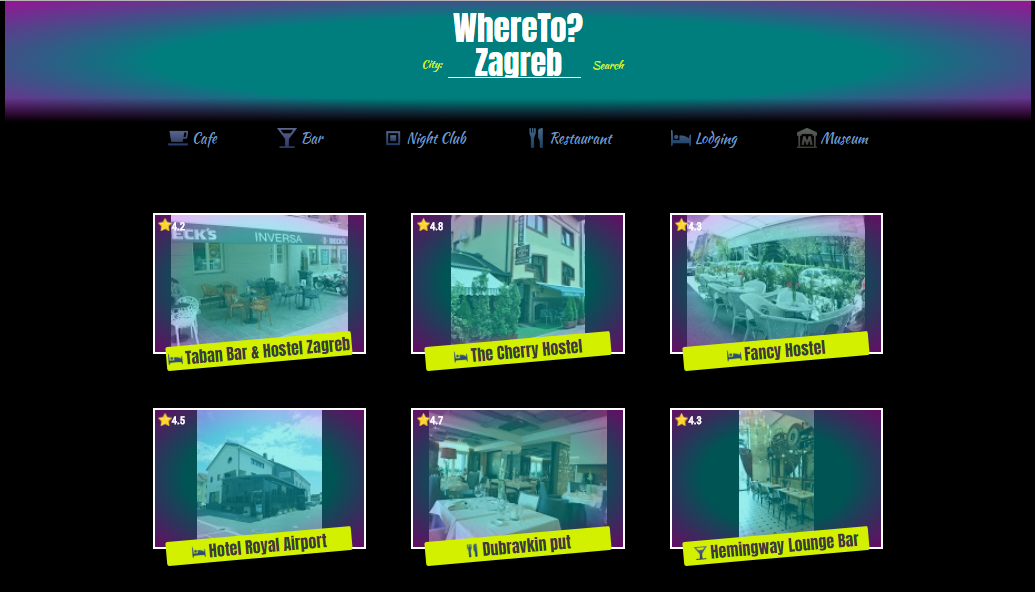 WhereTo?
City: Zagreb Search
Cafe Bar Night Club Restaurant Lodging Museum
4.2 4.8 4.3
ECK'S INVERSA
Taban Bar & Hostel Zagreb The Cherry Hostel Fancy Hostel
4.5 4.7 4.3
Hotel Royal Airport Dubravkin put Hemingway Lounge Bar